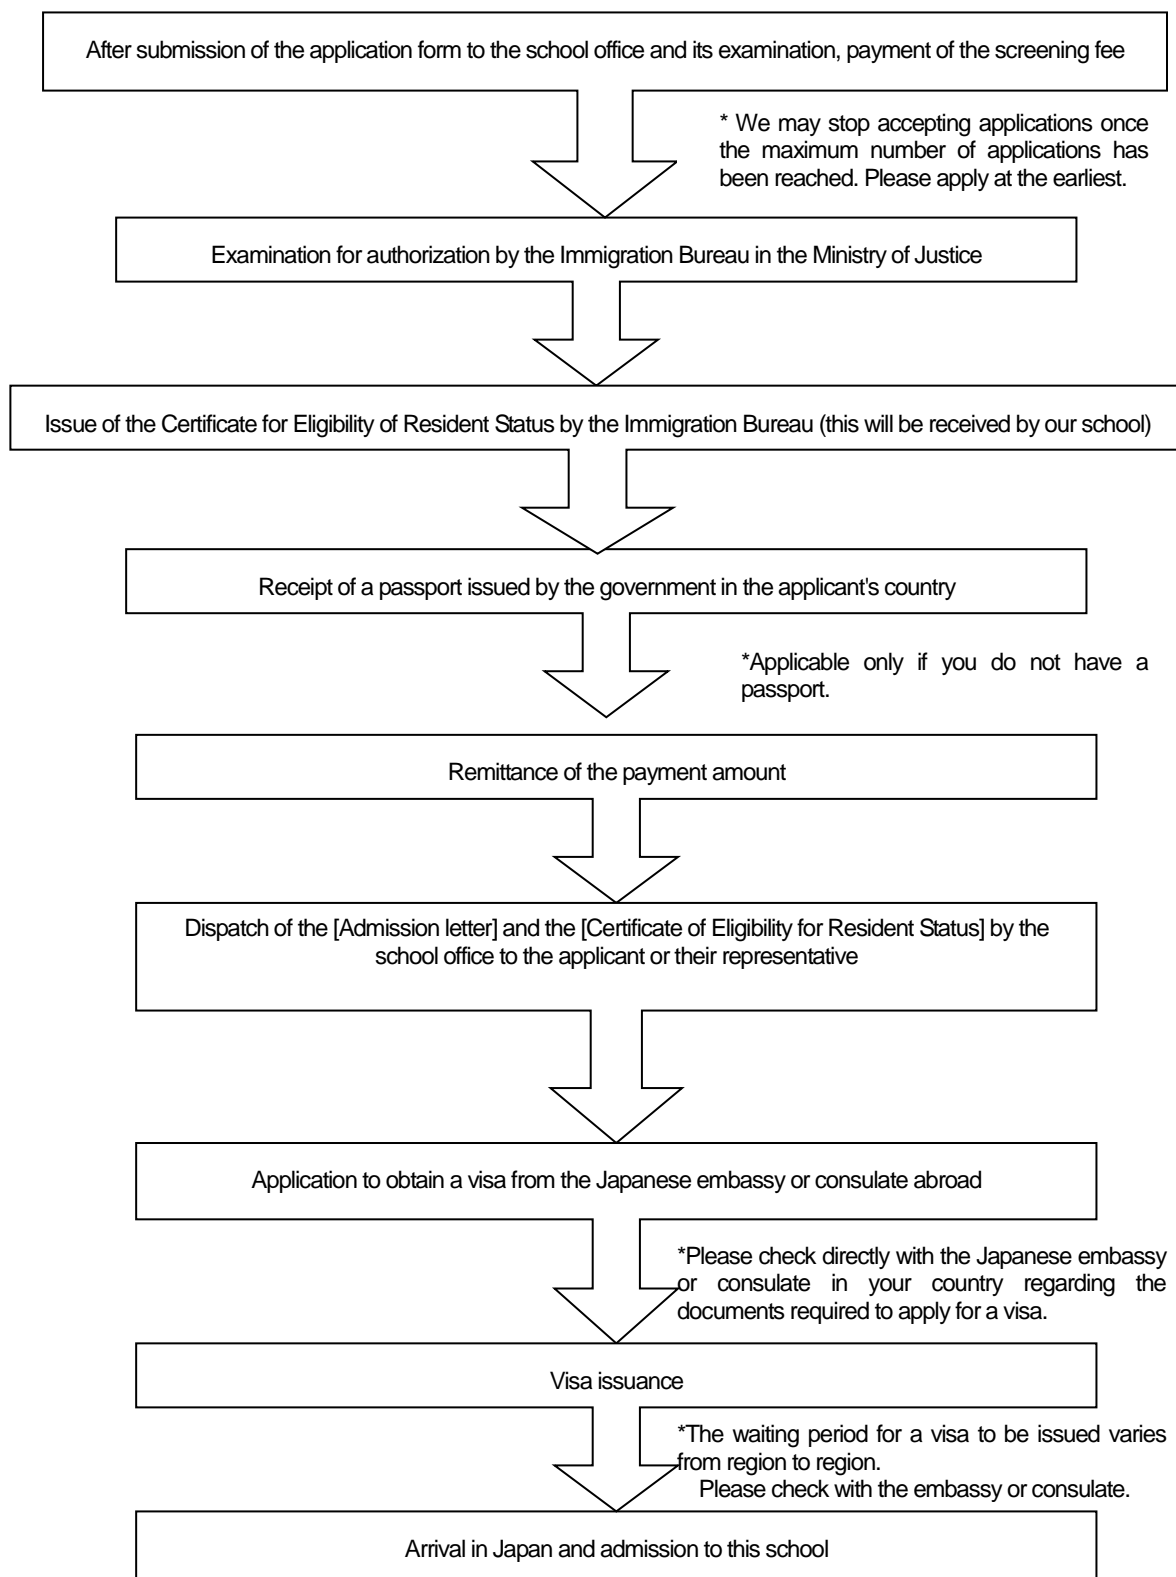 After submission of the application form to the school office and its examination, payment of the screening fee
* We may stop accepting applications once
the maximum number of applications has
been reached. Please apply at the earliest.
Examination for authorization by the Immigration Bureau in the Ministry of Justice
Issue of the Certificate for Eligibility of Resident Status by the Immigration Bureau (this will be received by our school)
Receipt of a passport issued by the government in the applicant's country
*Applicable only if you do not have a
passport.
Remittance of the payment amount
Dispatch of the [Admission letter] and the [Certificate of Eligibility for Resident Status] by the
school office to the applicant or their representative
Application to obtain a visa from the Japanese embassy or consulate abroad
*Please check directly with the Japanese embassy
or consulate in your country regarding the
documents required to apply for a visa.
Visa issuance
*The waiting period for a visa to be issued varies
from region to region.
Please check with the embassy or consulate.
Arrival in Japan and admission to this school